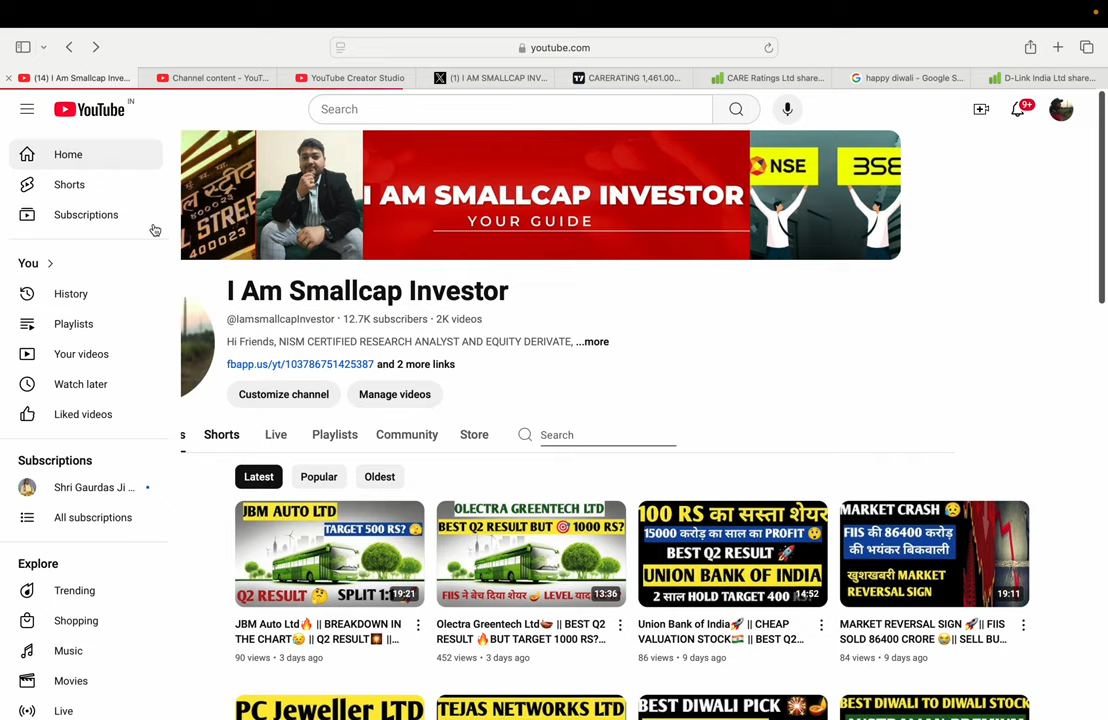 youtube.com
(14) I Am Smallcap Inve...
Channel content - YouT...
YouTube Creator Studio
(1) I AM SMALLCAP INV...
CARERATING 1,461.00...
CARE Ratings Ltd share...
happy diwali - Google S...
D-Link India Ltd share...
YouTube IN
Search
9+
Home
Shorts
Subscriptions
You
History
Playlists
Your videos
Watch later
Liked videos
Subscriptions
Shri Gaurdas Ji ...
All subscriptions
Explore
Trending
Shopping
Music
Movies
Live
STREE
400023
I AM SMALLCAP INVESTOR
YOUR GUIDE
NSE
BSE
I Am Smallcap Investor
@IamsmallcapInvestor · 12.7K subscribers · 2K videos
Hi Friends, NISM CERTIFIED RESEARCH ANALYST AND EQUITY DERIVATE, ...more
fbapp.us/yt/103786751425387 and 2 more links
Customize channel
Manage videos
s
Shorts
Live
Playlists
Community
Store
Search
Latest
Popular
Oldest
JBM AUTO LTD
TARGET 500 RS?
Q2 RESULT
SPLIT 1:
19:21
JBM Auto Ltd🔥 || BREAKDOWN IN
THE CHART😥 || Q2 RESULT💥 ||...
90 views • 3 days ago
OLECTRA GREENTECH LTD
BEST Q2 RESULT BUT 🎯 1000 RS?
FIIS ने बेच दिया शेयर 🪔 LEVEL याद
13:36
Olectra Greentech Ltd || BEST Q2
RESULT 🔥BUT TARGET 1000 RS?...
452 views • 3 days ago
100 RS का सस्ता शेयर
15000 करोड़ का साल का PROFIT 😲
BEST Q2 RESULT 🚀
UNION BANK OF INDIA
2 साल HOLD TARGET 400 RS
14:52
Union Bank of India🚀 || CHEAP
VALUATION STOCK🇮🇳 || BEST Q2...
86 views • 9 days ago
MARKET CRASH 😥
FIIS की 86400 करोड़
की भयंकर बिकवाली
खुशखबरी MARKET
REVERSAL SIGN
19:11
MARKET REVERSAL SIGN 🚀|| FIIS
SOLD 86400 CRORE 😭|| SELL BU...
84 views • 9 days ago
PC Jeweller LTD
TEJAS NETWORKS LTD
BEST DIWALI PICK
BEST DIWALI TO DIWALI STOCK